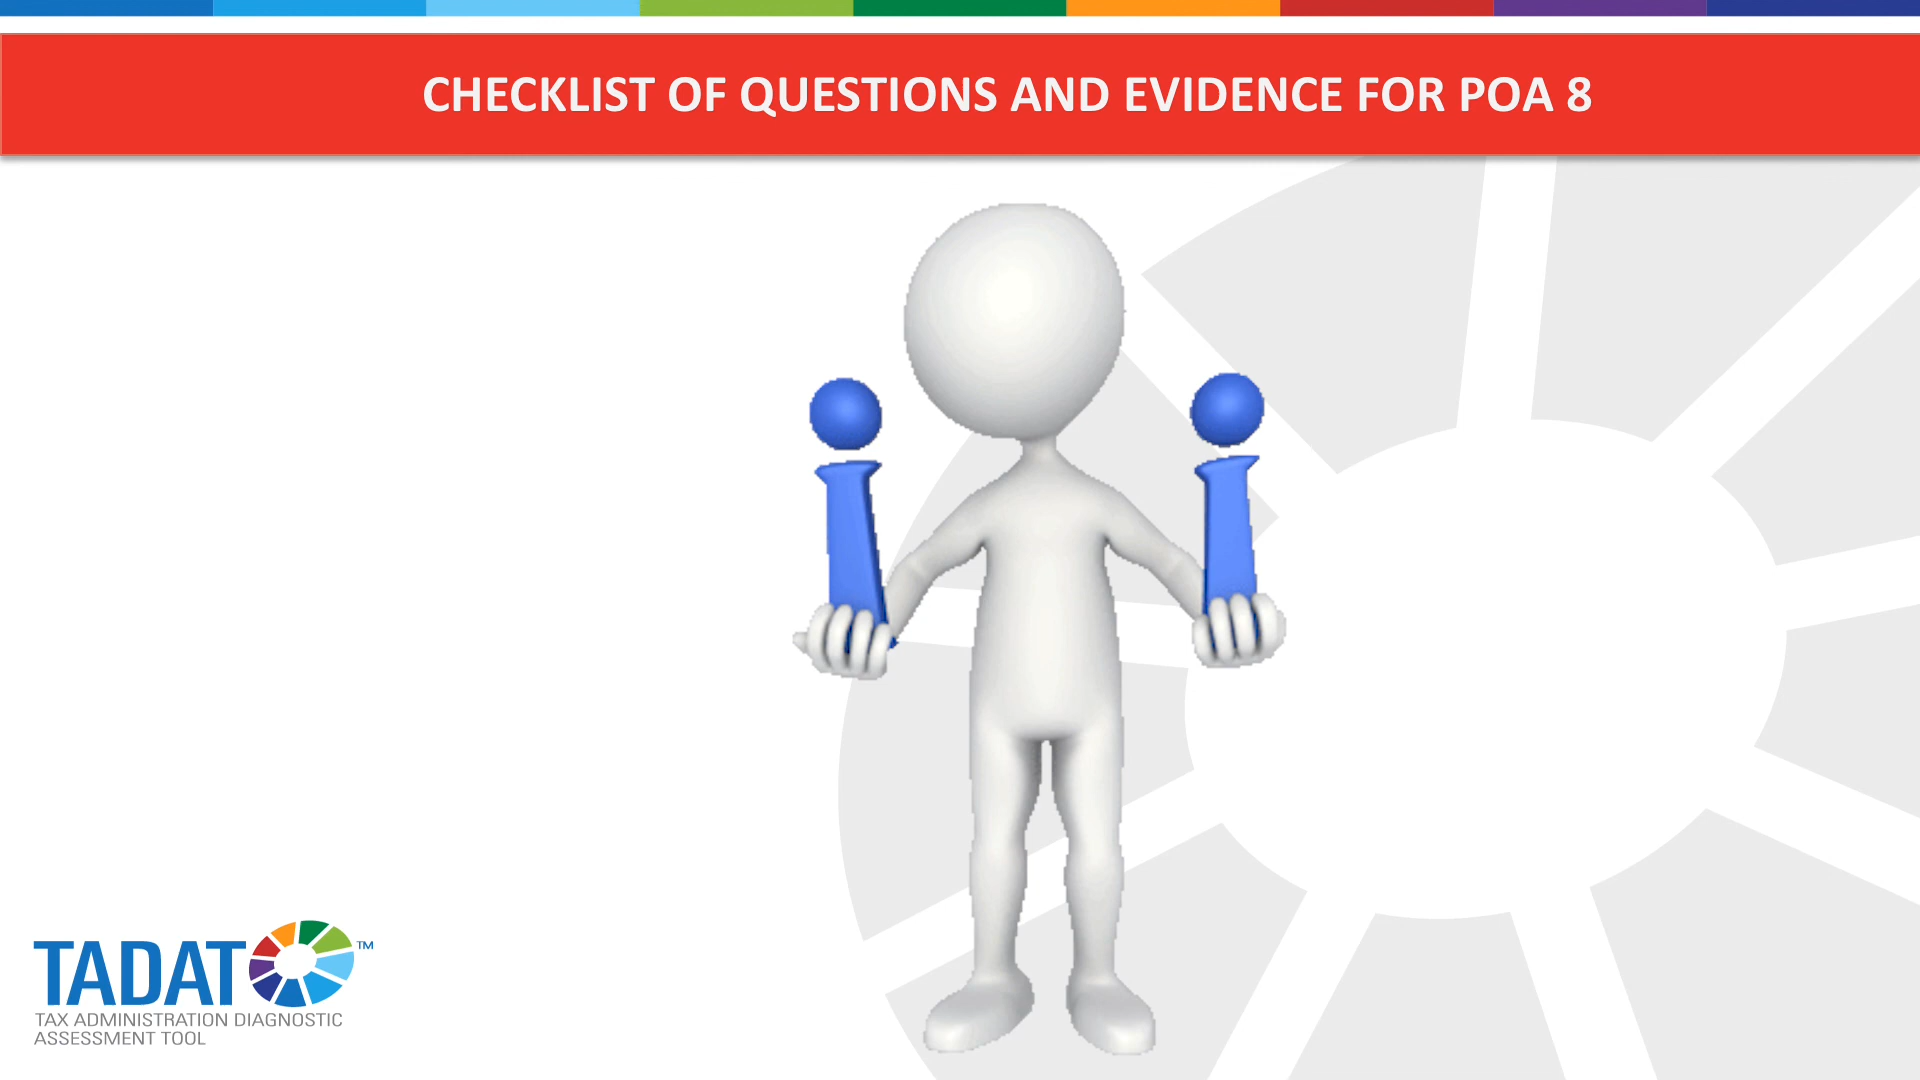 CHECKLIST OF QUESTIONS AND EVIDENCE FOR POA 8
i i
TADAT™
TAX ADMINISTRATION DIAGNOSTIC
ASSESSMENT TOOL